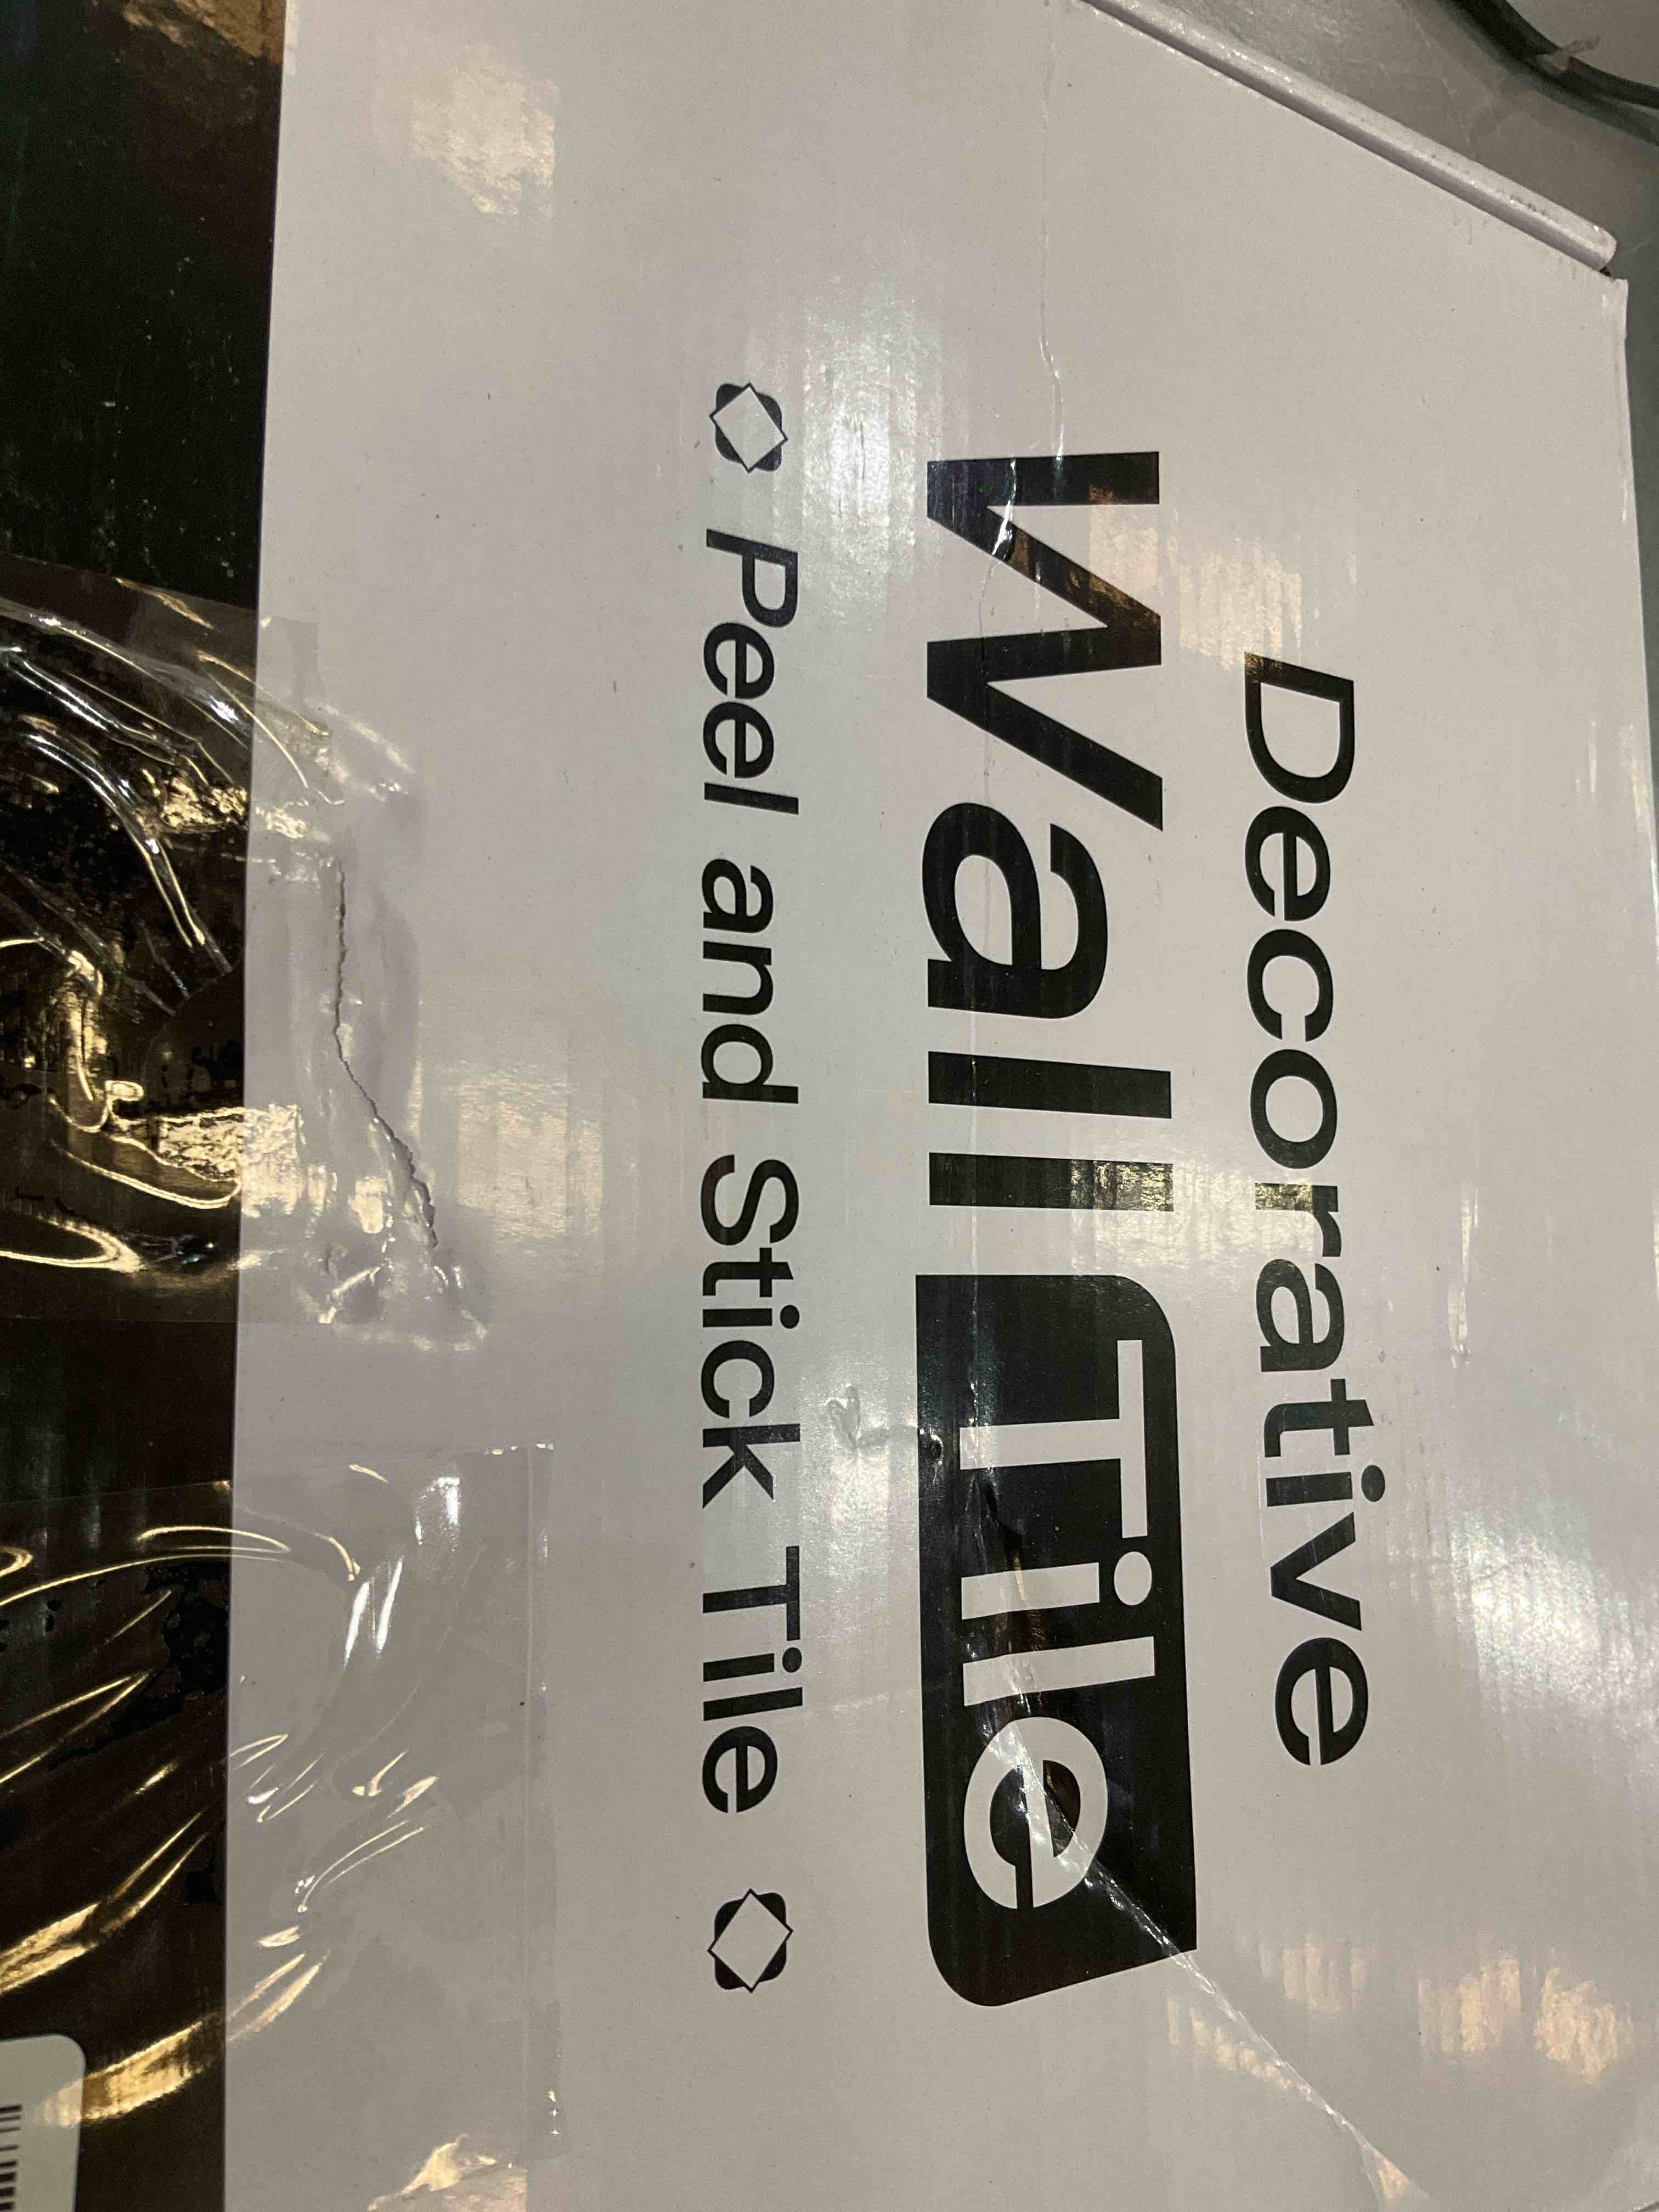 Decorative
Wall Tile
Peel and Stick Tile